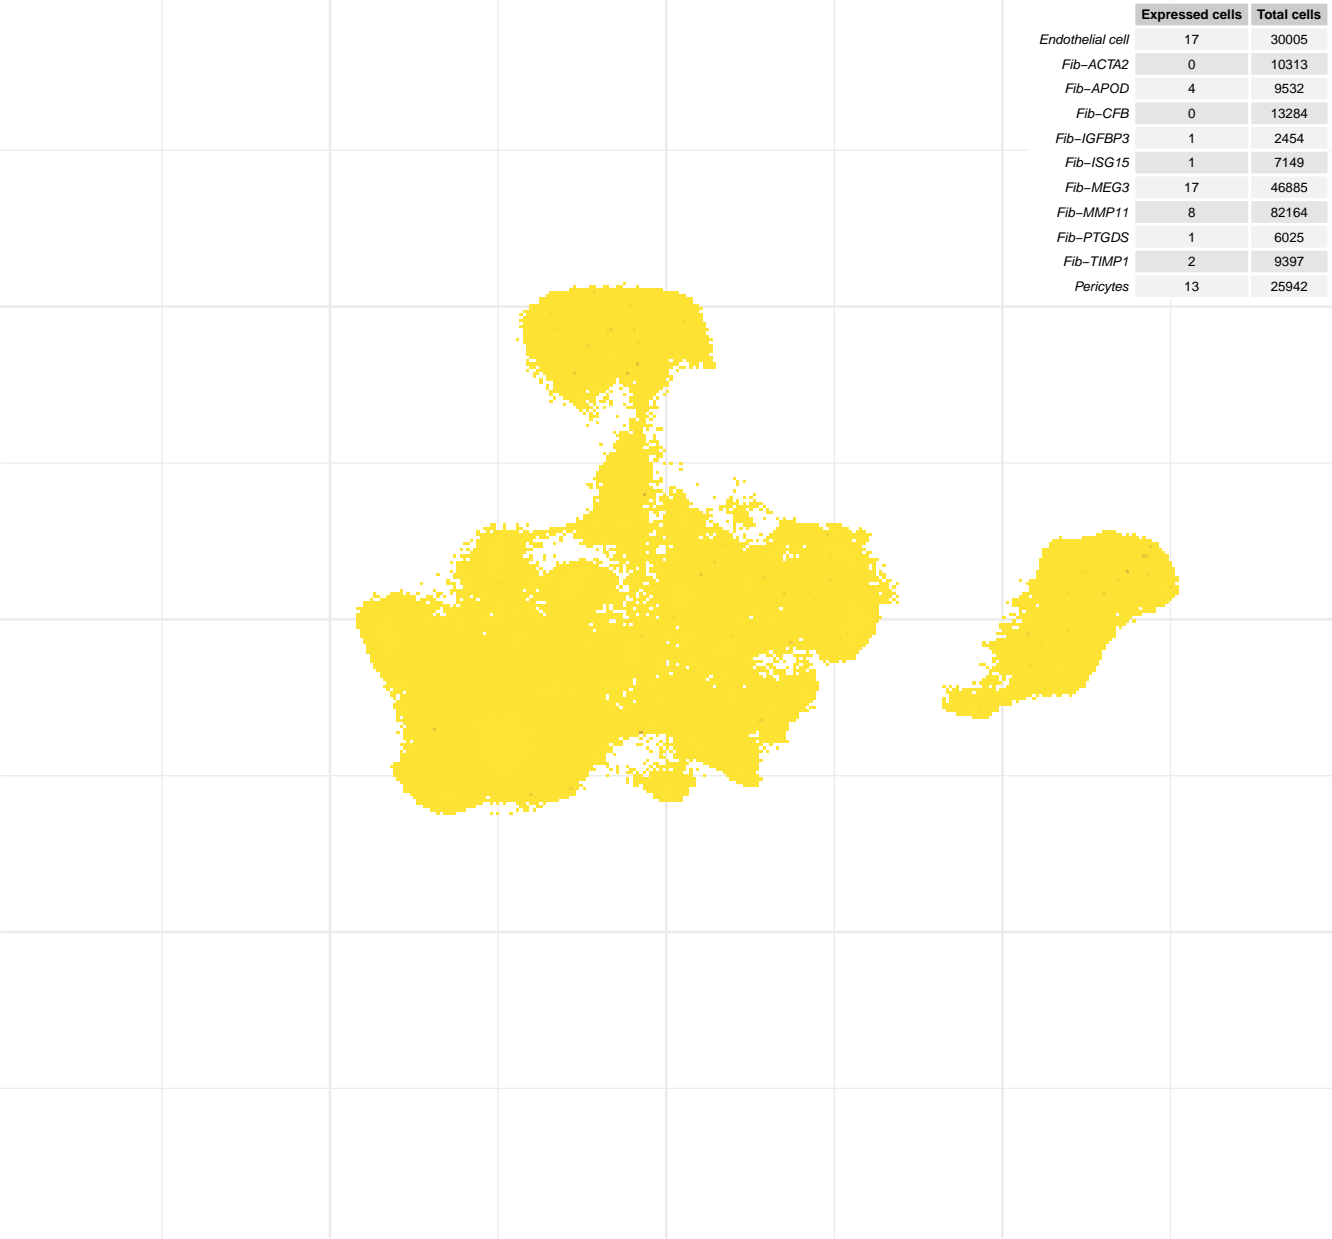 Expressed cells Total cells
Endothelial cell 17 30005
Fib−ACTA2 0 10313
Fib−APOD 4 9532
Fib−CFB 0 13284
Fib−IGFBP3 1 2454
Fib−ISG15 1 7149
Fib−MEG3 17 46885
Fib−MMP11 8 82164
Fib−PTGDS 1 6025
Fib−TIMP1 2 9397
Pericytes 13 25942